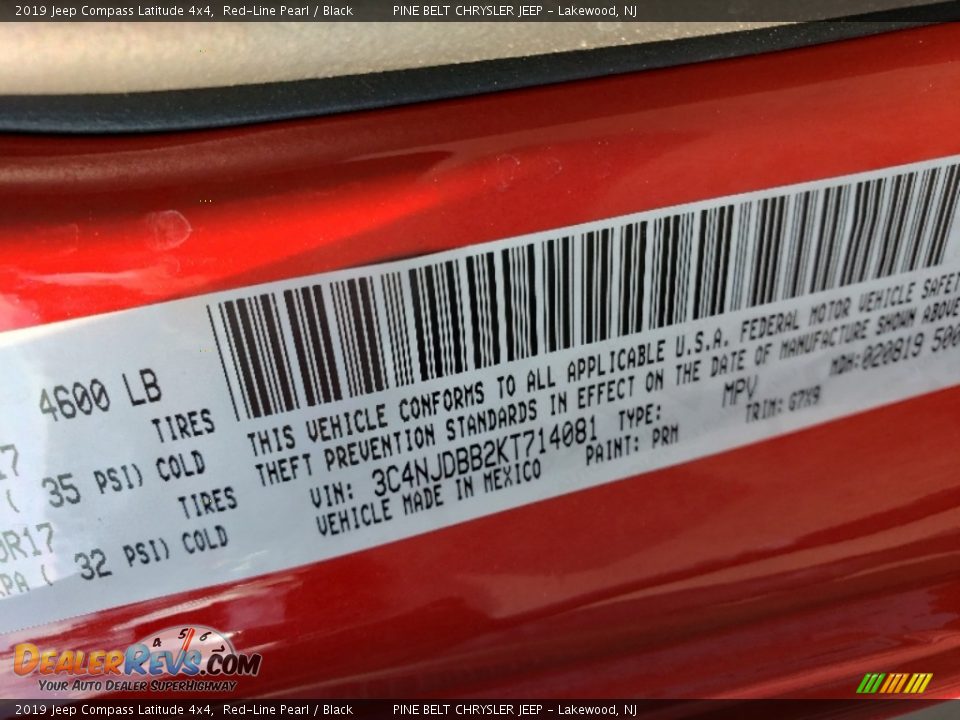 2019 Jeep Compass Latitude 4x4, Red-Line Pearl / Black PINE BELT CHRYSLER JEEP - Lakewood, NJ
4600 LB
TIRES
35 PSI) COLD
TIRES
32 PSI) COLD
THIS VEHICLE CONFORMS TO ALL APPLICABLE U.S.A. FEDERAL MOTOR VEHICLE SAFET
THEFT PREVENTION STANDARDS IN EFFECT ON THE DATE OF MANUFACTURE SHOWN ABOVE
VIN: 3C4NJDBB2KT714081 TYPE: MPV MDH:020819 500
VEHICLE MADE IN MEXICO PAINT: PRM TRIM: G7X9
DEALERREVS.COM
YOUR AUTO DEALER SUPERHIGHWAY
2019 Jeep Compass Latitude 4x4, Red-Line Pearl / Black PINE BELT CHRYSLER JEEP - Lakewood, NJ